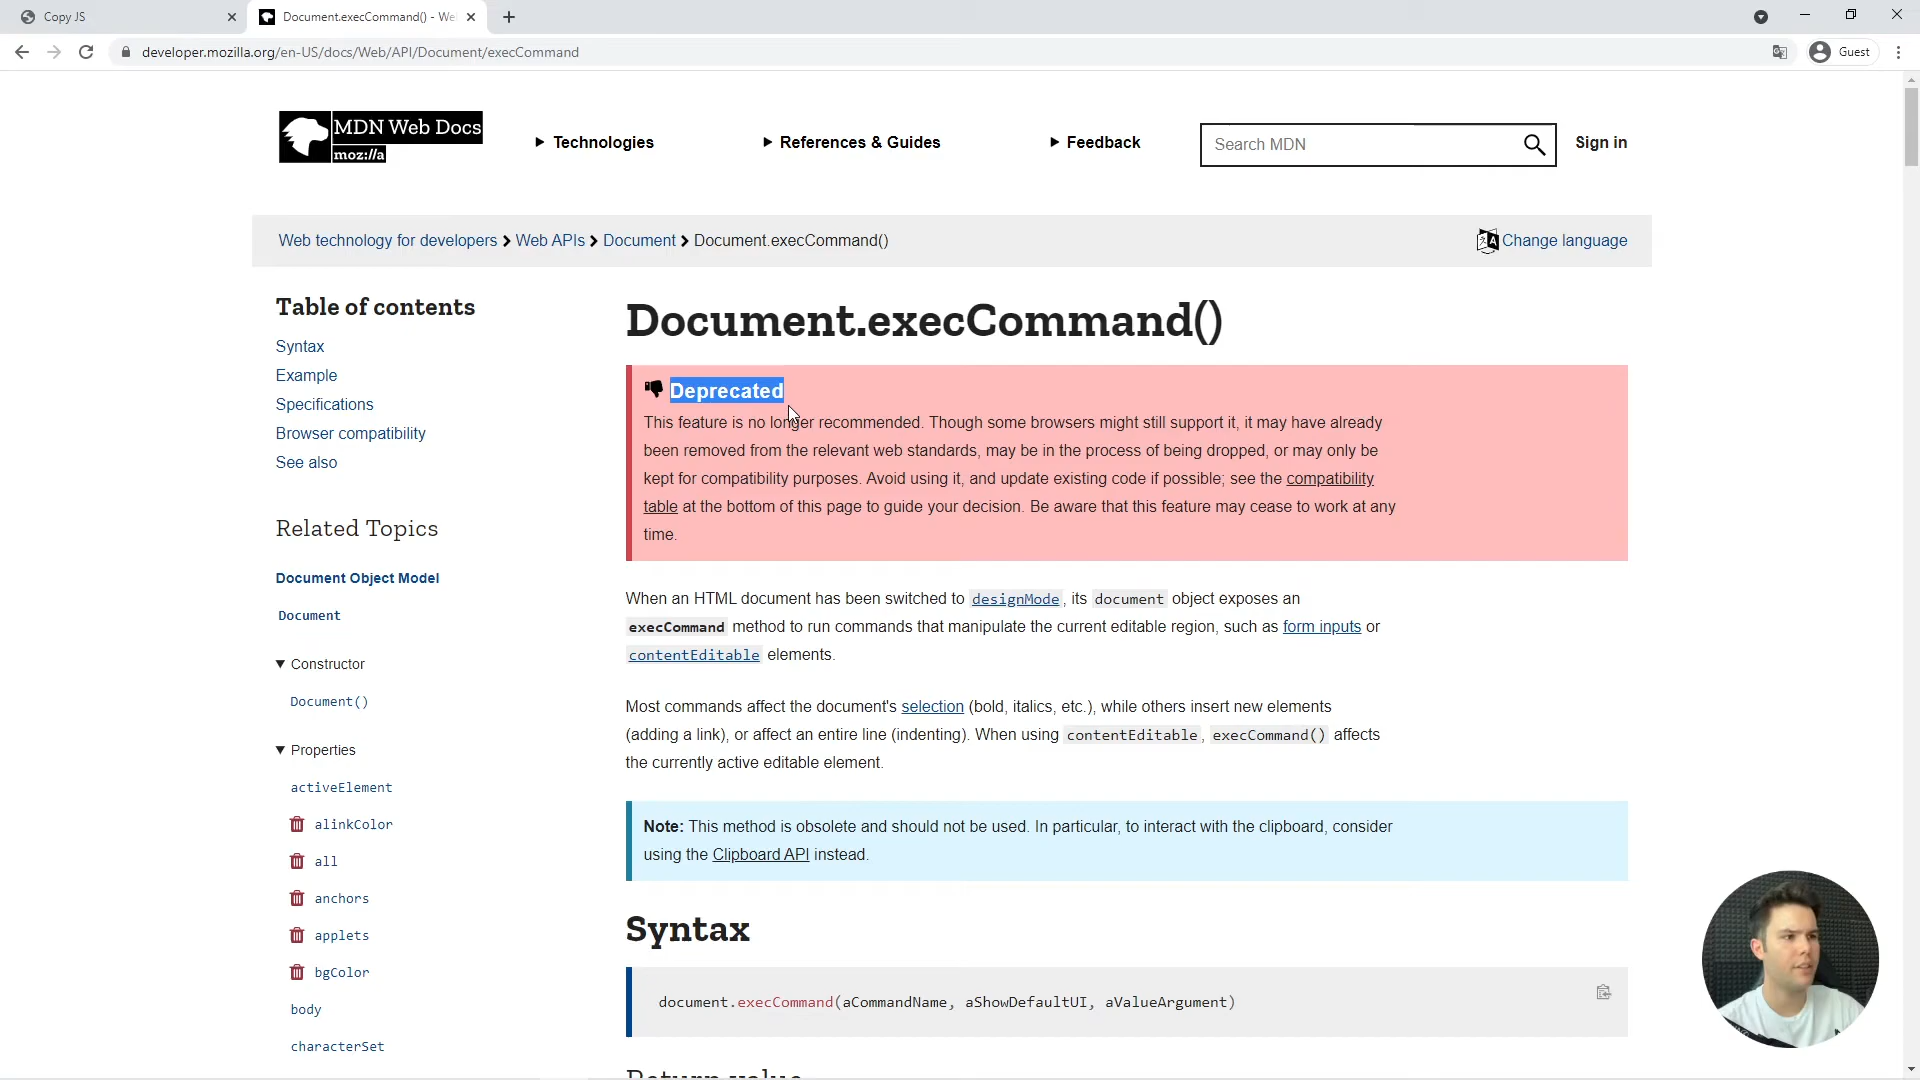 Copy JS
Document.execCommand() - We
developer.mozilla.org/en-US/docs/Web/API/Document/execCommand
Guest
MDN Web Docs
moz://a
Technologies
References & Guides
Feedback
Search MDN
Sign in
Web technology for developers
Web APIs
Document
Document.execCommand()
Change language
Table of contents
Syntax
Example
Specifications
Browser compatibility
See also
Related Topics
Document Object Model
Document
Constructor
Document()
Properties
activeElement
alinkColor
all
anchors
applets
bgColor
body
characterSet
Document.execCommand()
Deprecated
This feature is no longer recommended. Though some browsers might still support it, it may have already
been removed from the relevant web standards, may be in the process of being dropped, or may only be
kept for compatibility purposes. Avoid using it, and update existing code if possible; see the compatibility
table at the bottom of this page to guide your decision. Be aware that this feature may cease to work at any
time.
When an HTML document has been switched to designMode, its document object exposes an
execCommand method to run commands that manipulate the current editable region, such as form inputs or
contentEditable elements.
Most commands affect the document's selection (bold, italics, etc.), while others insert new elements
(adding a link), or affect an entire line (indenting). When using contentEditable, execCommand() affects
the currently active editable element.
Note: This method is obsolete and should not be used. In particular, to interact with the clipboard, consider
using the Clipboard API instead.
Syntax
document.execCommand(aCommandName, aShowDefaultUI, aValueArgument)
Return value